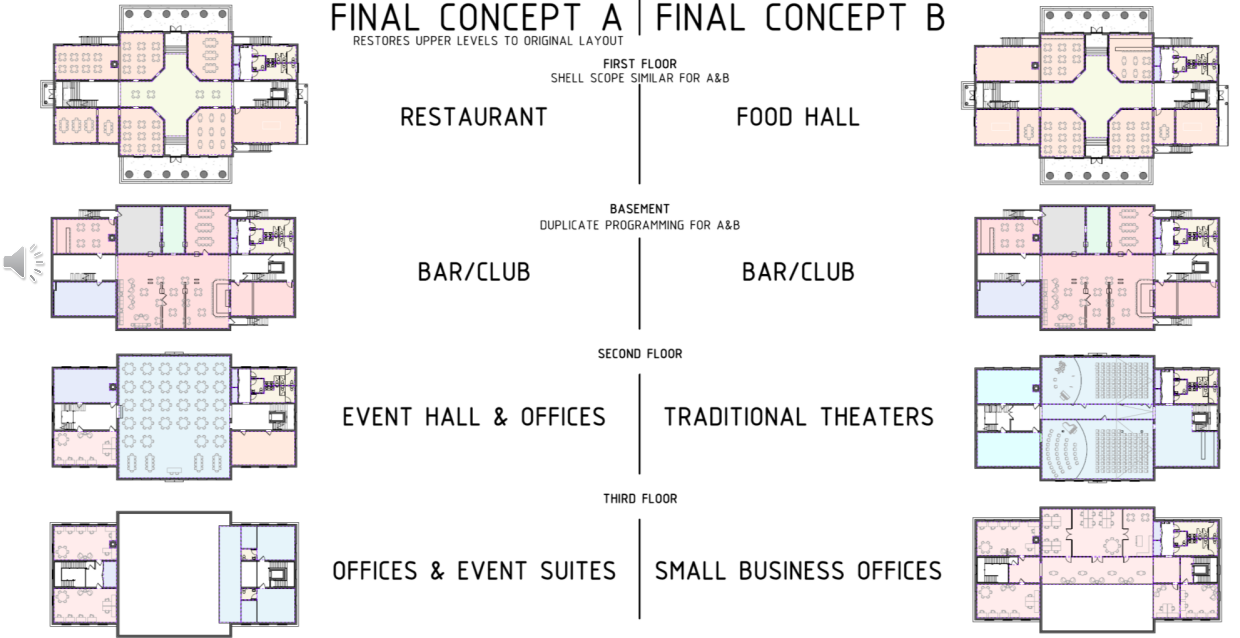 FINAL CONCEPT A | FINAL CONCEPT B
RESTORES UPPER LEVELS TO ORIGINAL LAYOUT
FIRST FLOOR
SHELL SCOPE SIMILAR FOR A&B
RESTAURANT
FOOD HALL
BASEMENT
DUPLICATE PROGRAMMING FOR A&B
BAR/CLUB
BAR/CLUB
SECOND FLOOR
EVENT HALL & OFFICES
TRADITIONAL THEATERS
THIRD FLOOR
OFFICES & EVENT SUITES
SMALL BUSINESS OFFICES